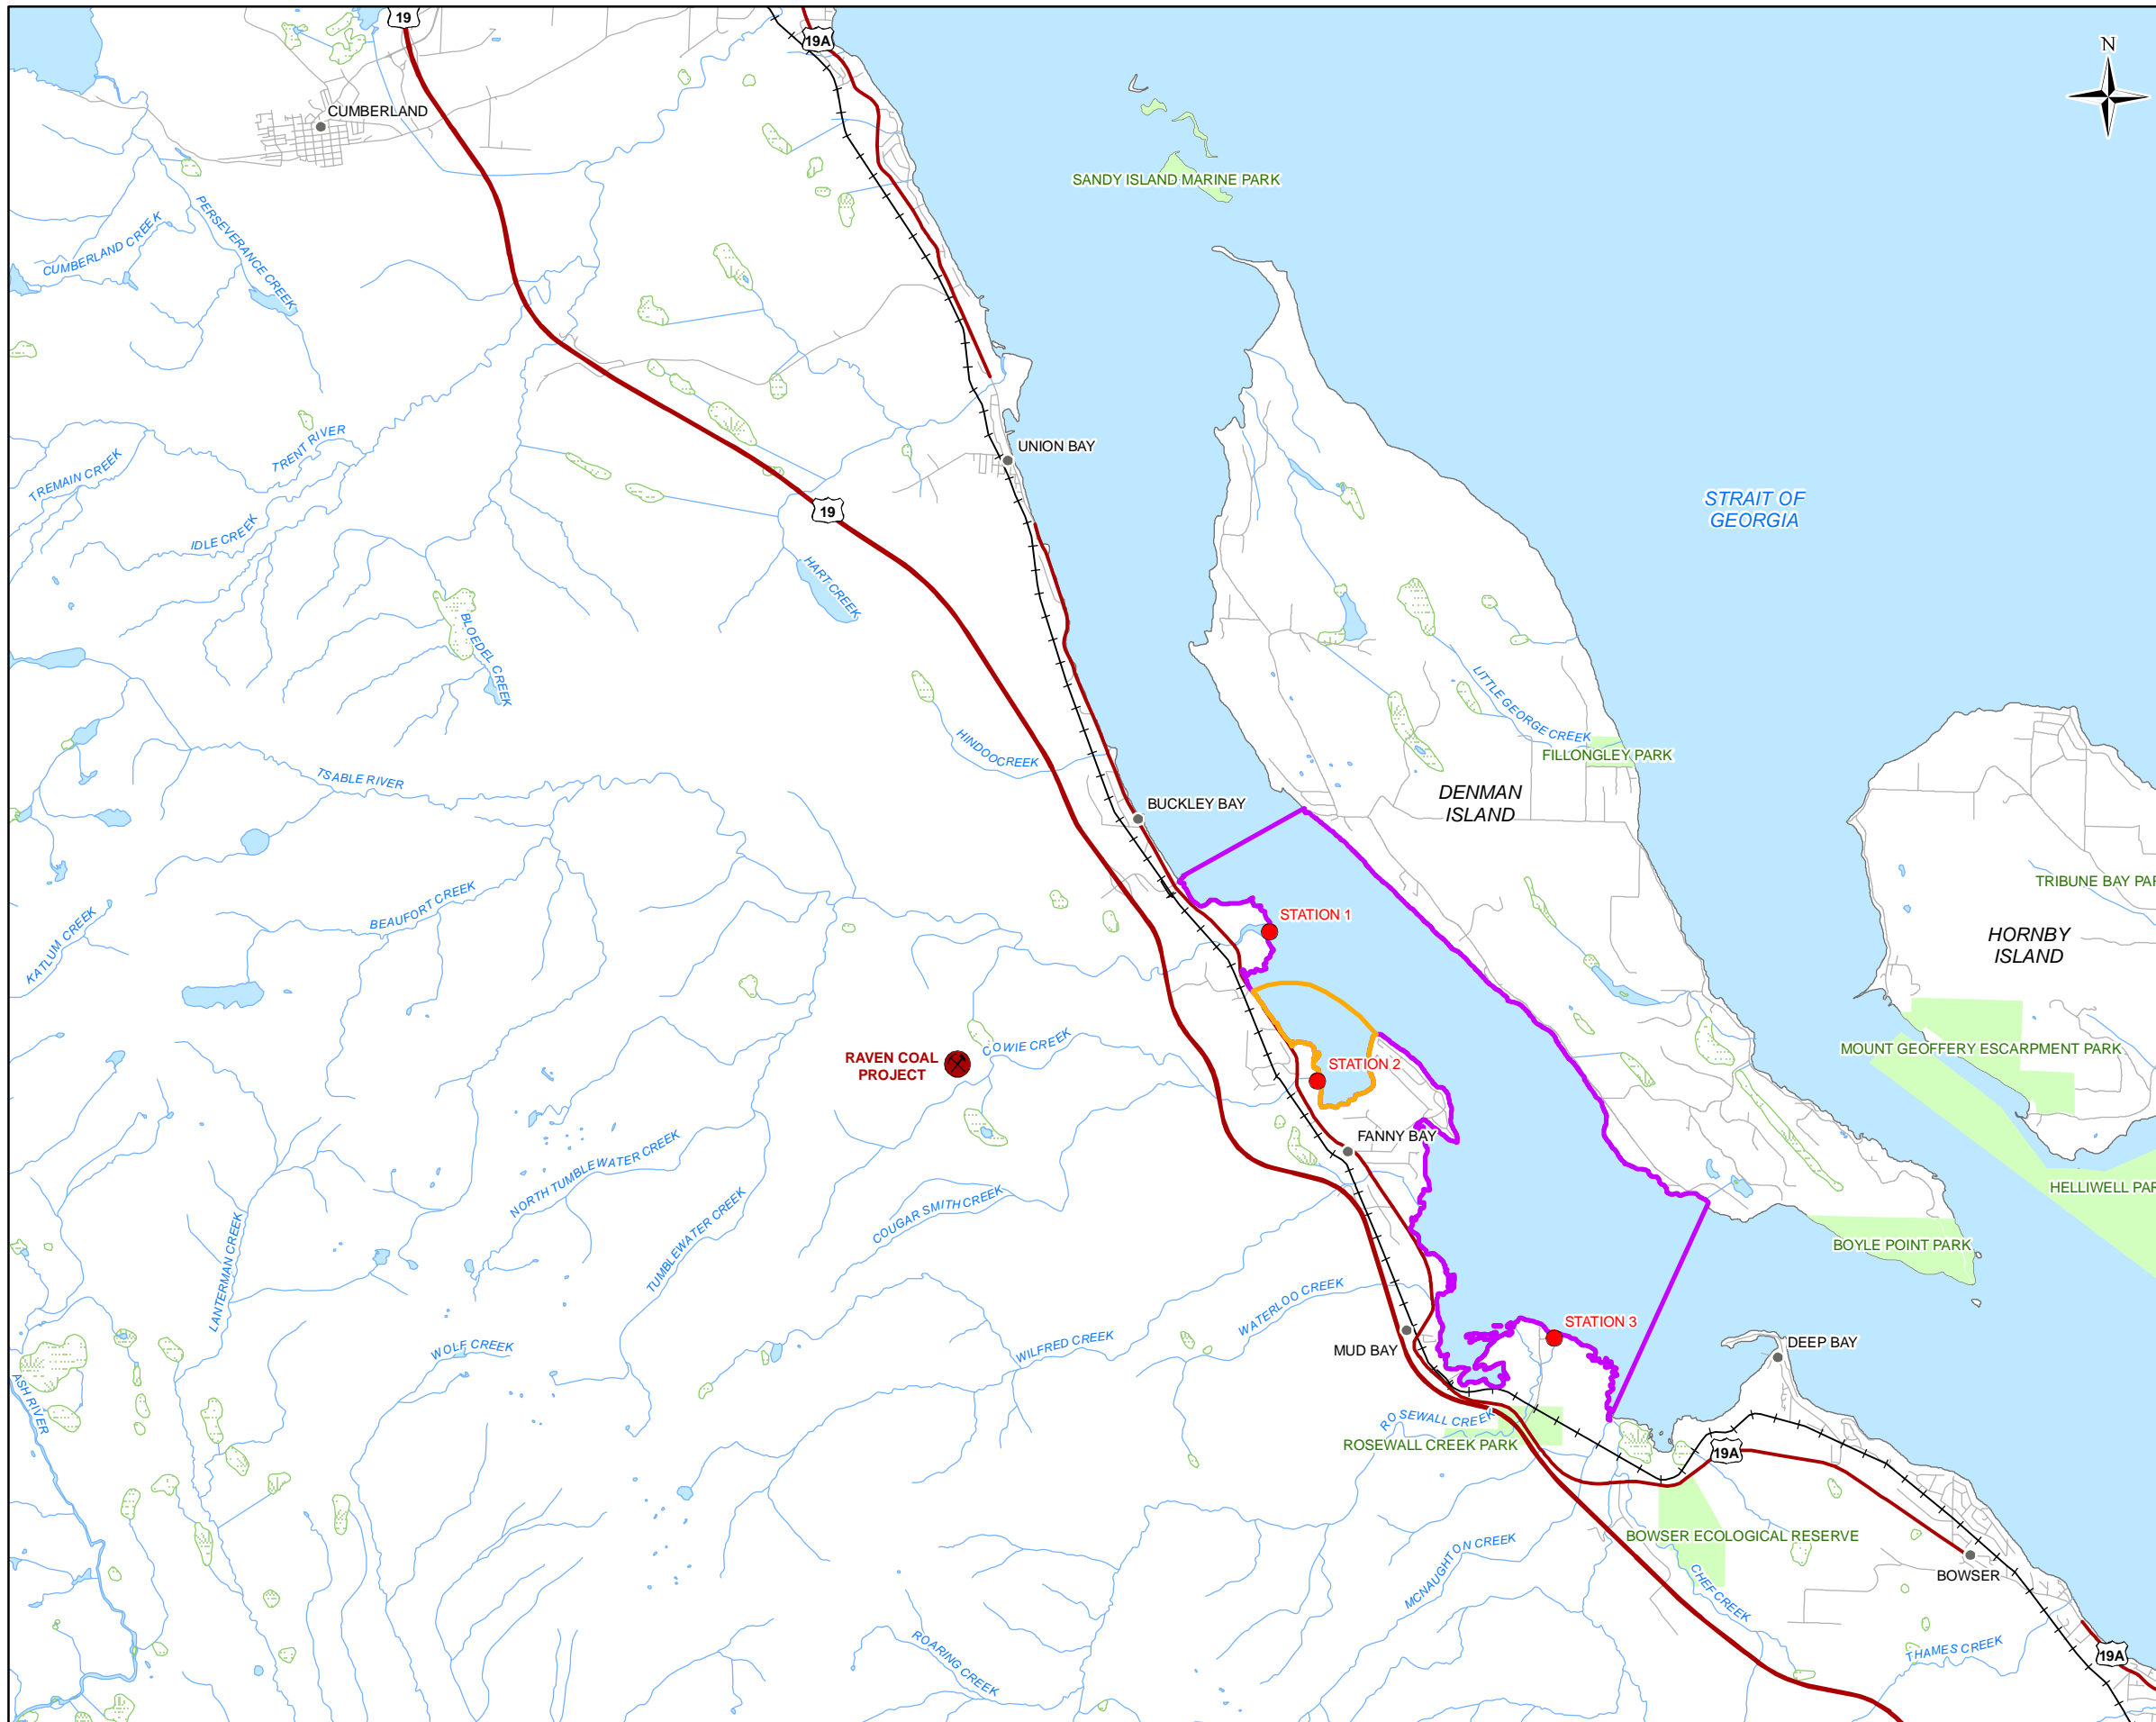 19
19A
N
CUMBERLAND
SANDY ISLAND MARINE PARK
PERSEVERANCE CREEK
CUMBERLAND CREEK
UNION BAY
TRENT RIVER
TREMAIN CREEK
STRAIT OF
GEORGIA
19
IDLE CREEK
HART CREEK
BLOEDEL CREEK
LITTLE GEORGE CREEK
HINDOOCREEK
FILLONGLEY PARK
TSABLE RIVER
DENMAN
ISLAND
BUCKLEY BAY
TRIBUNE BAY PAR
BEAUFORT CREEK
STATION 1
KATLUM CREEK
HORNBY
ISLAND
COWIE CREEK
MOUNT GEOFFERY ESCARPMENT PARK
RAVEN COAL
PROJECT
STATION 2
FANNY BAY
NORTH TUMBLEWATER CREEK
HELLIWELL PAR
COUGAR SMITH CREEK
TUMBLEWATER CREEK
BOYLE POINT PARK
LANTERMAN CREEK
WATERLOO CREEK
STATION 3
WOLF CREEK
WILFRED CREEK
MUD BAY
DEEP BAY
ASH RIVER
ROSEWALL CREEK
ROSEWALL CREEK PARK
19A
BOWSER ECOLOGICAL RESERVE
MCNAUGHTON CREEK
BOWSER
CHEF CREEK
ROARING CREEK
THAMES CREEK
19A